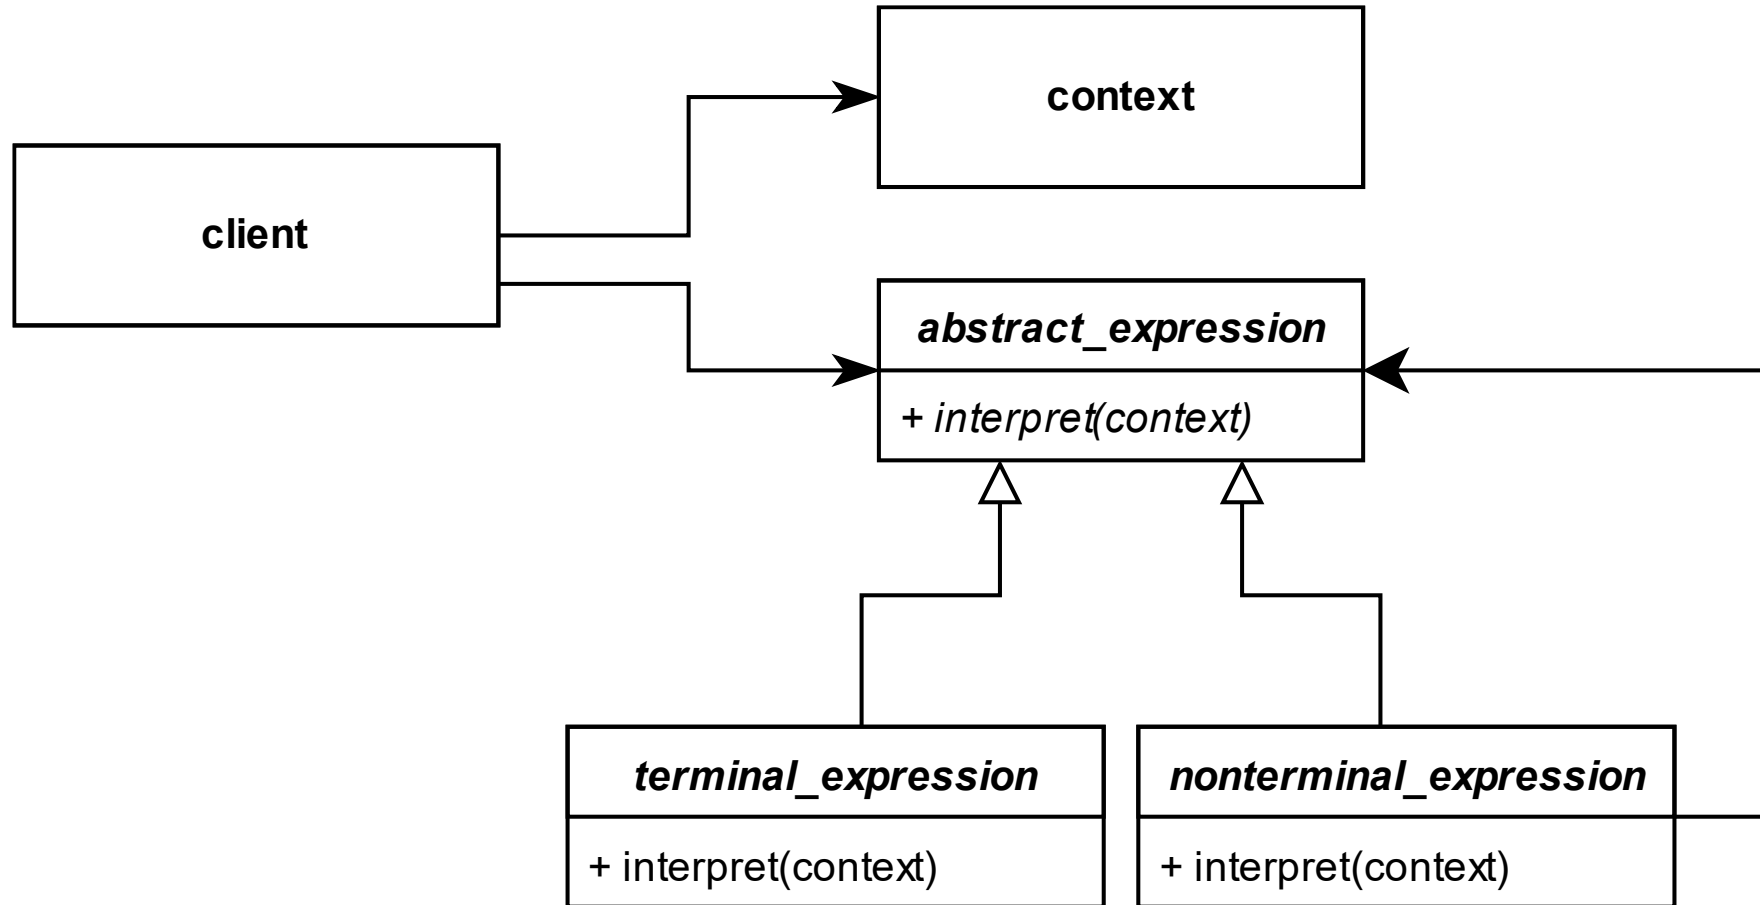 context
client
abstract_expression
+ interpret(context)
terminal_expression
nonterminal_expression
+ interpret(context)
+ interpret(context)